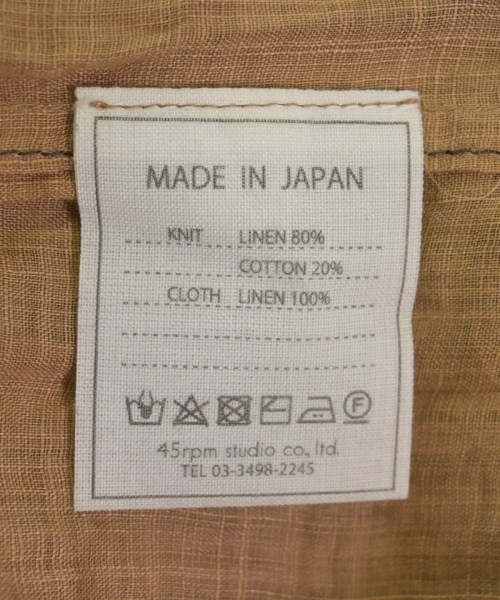 MADE IN JAPAN
KNIT LINEN 80%
COTTON 20%
CLOTH LINEN 100%
F
45rpm studio co., ltd.
TEL 03-3498-2245